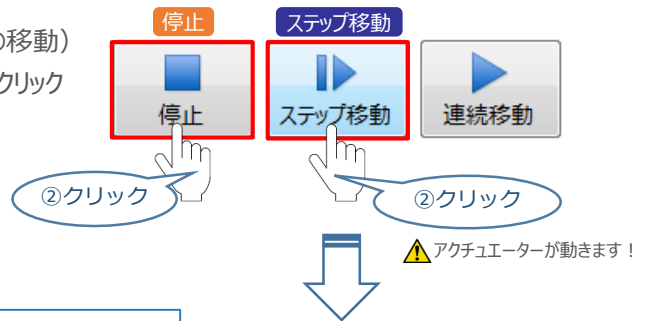 停止 ステップ移動
の移動）
クリック
停止 ステップ移動 連続移動
②クリック ②クリック
アクチュエーターが動きます！